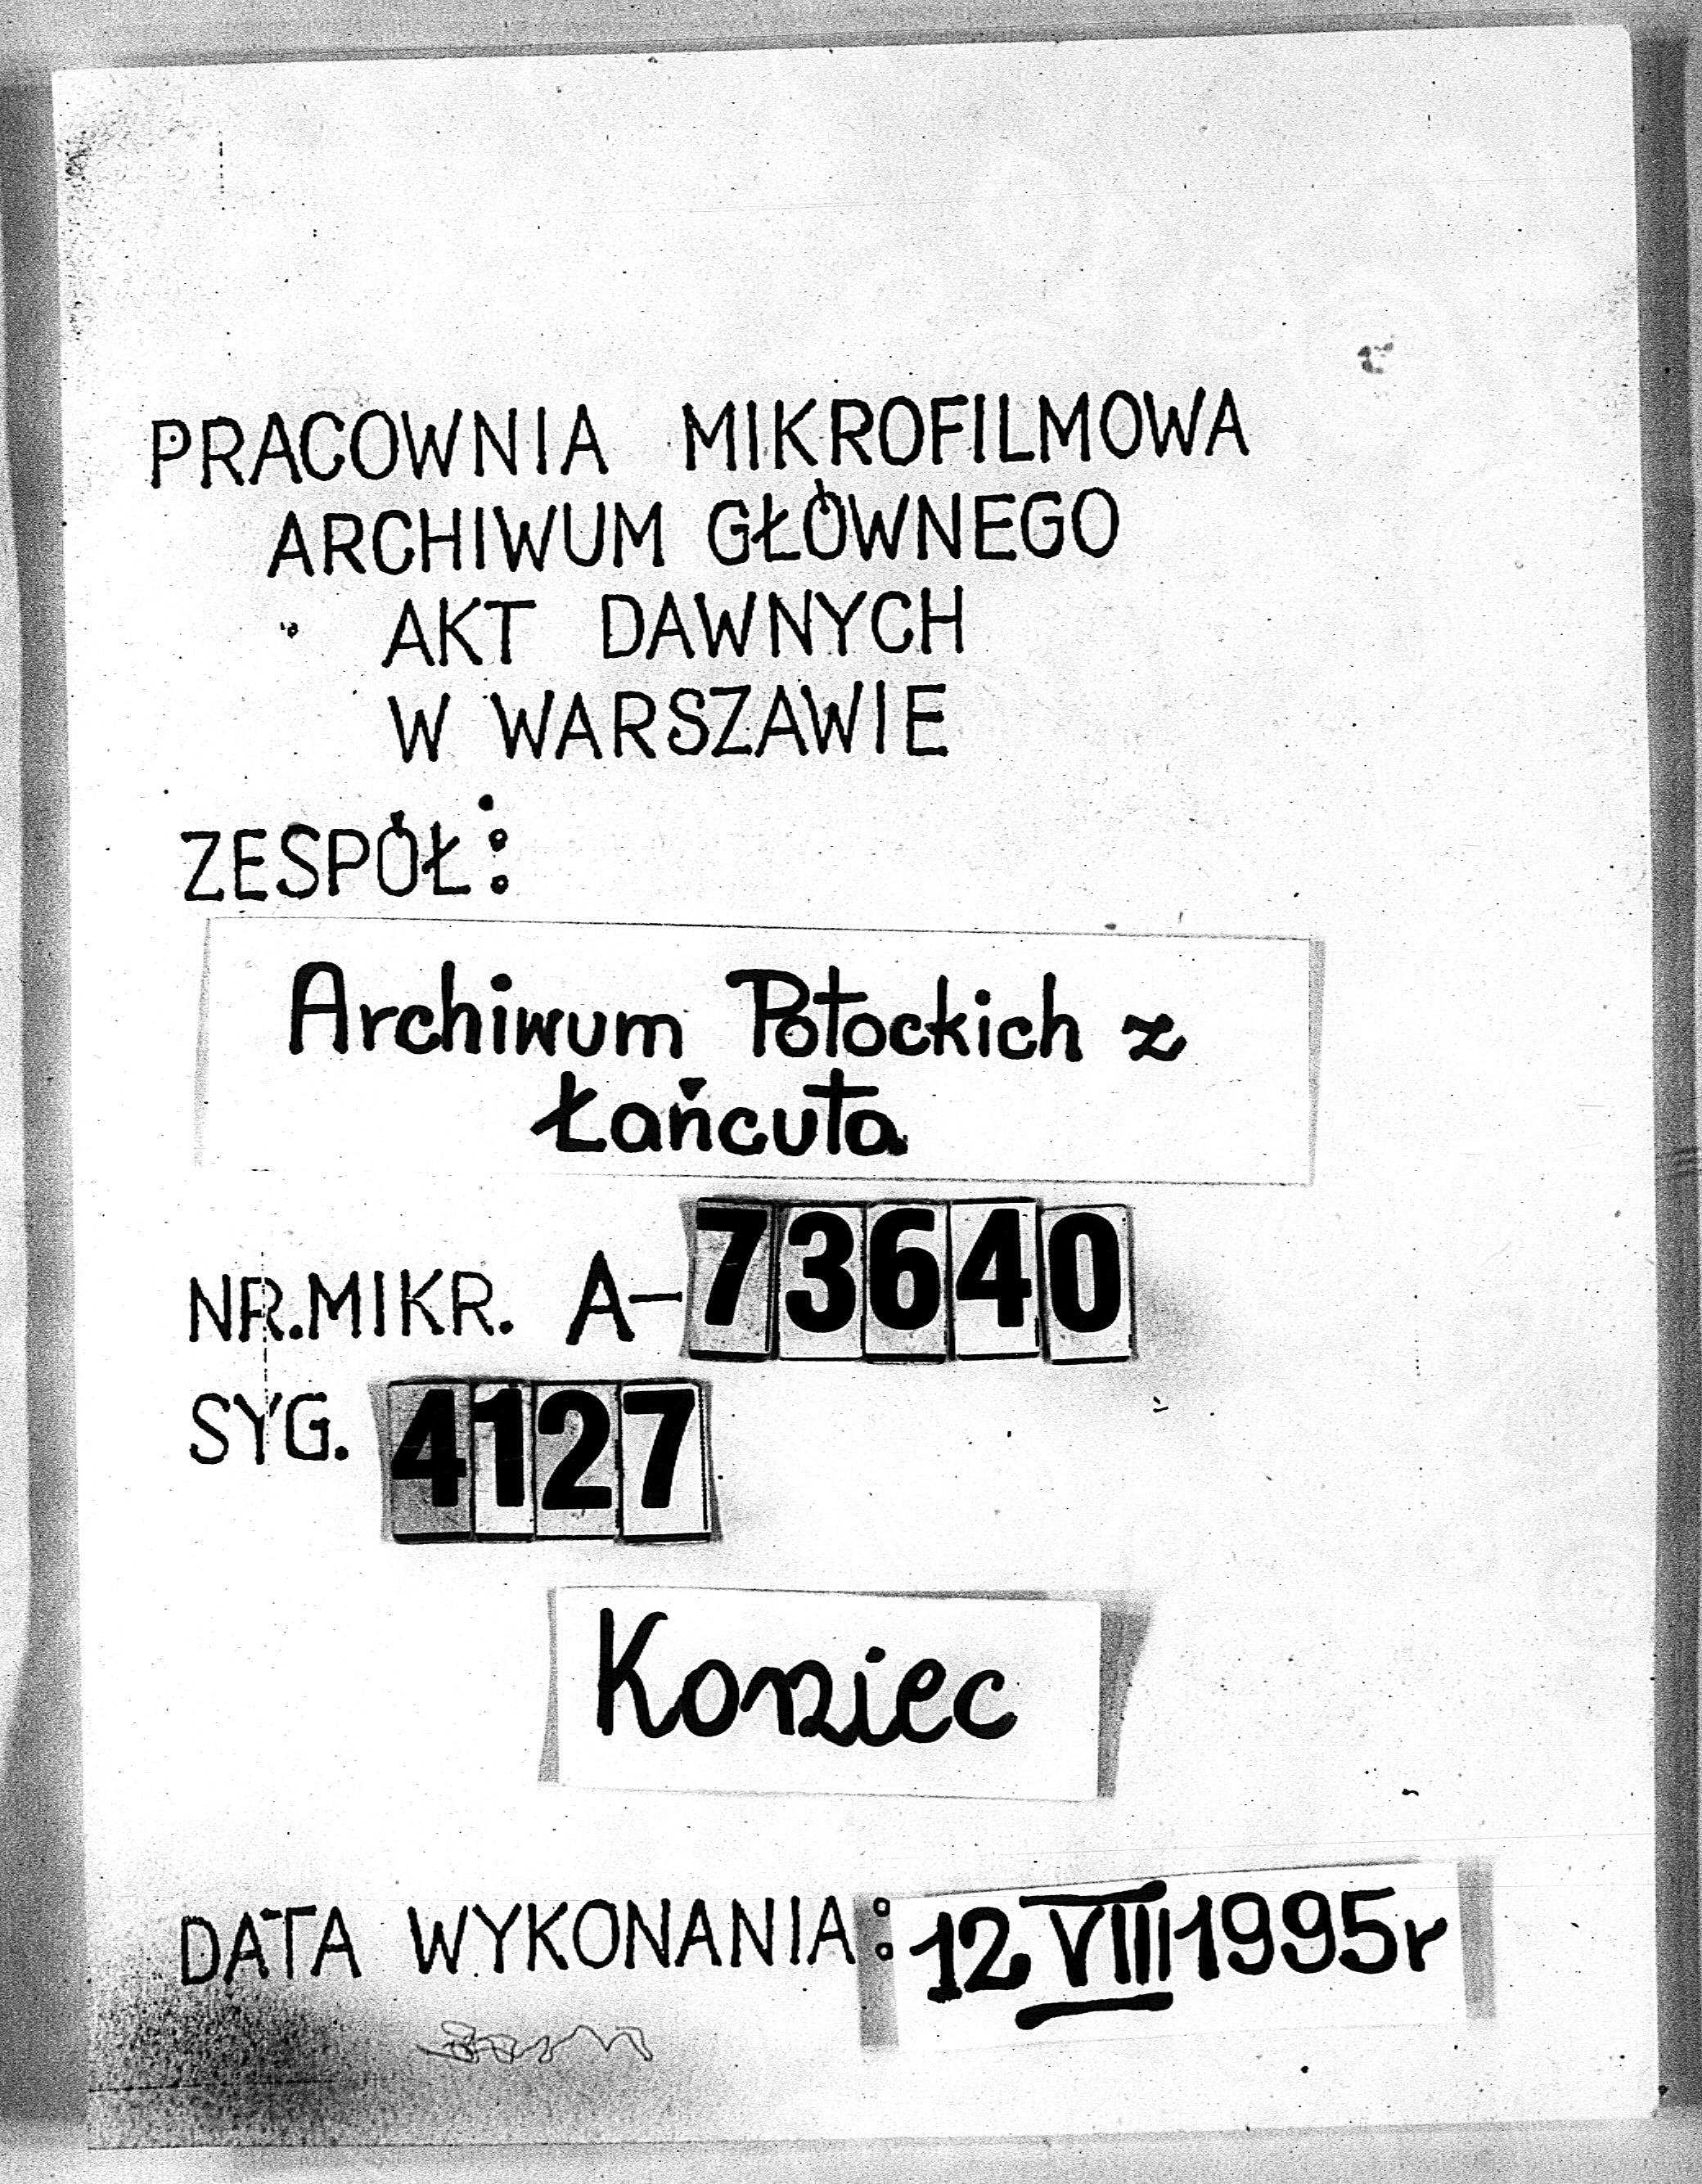 PRACOWNIA MIKROFILMOWA
ARCHIWUM GŁÓWNEGO
AKT DAWNYCH
W WARSZAWIE
ZESPÓŁ:
Archiwum Potockich z
Łańcuta
NR.MIKR. A-73640
SYG. 4127
Koniec
DATA WYKONANIA: 12 VII 1995r